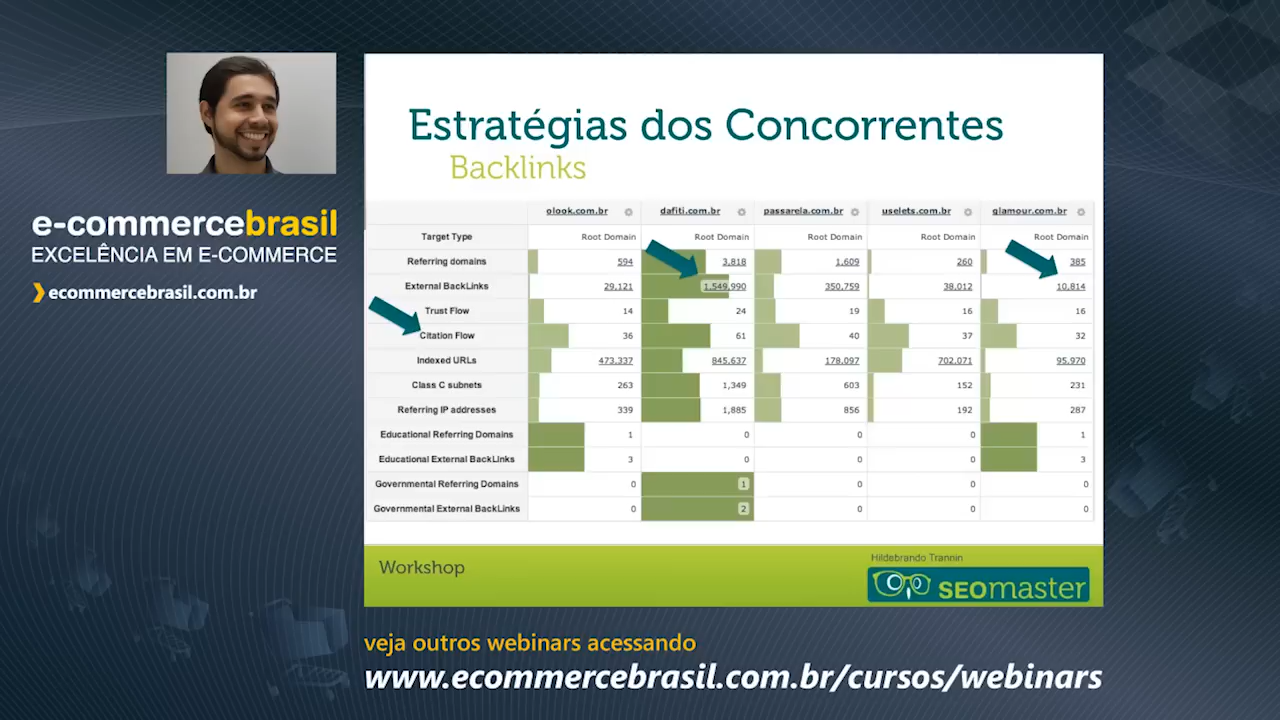 Estratégias dos Concorrentes
Backlinks
e-commercebrasil
EXCELÊNCIA EM E-COMMERCE
ecommercebrasil.com.br
olook.com.br dafiti.com.br passarela.com.br uselets.com.br glamour.com.br
Target Type Root Domain Root Domain Root Domain Root Domain Root Domain
Referring domains 594 3,818 1,609 260 385
External BackLinks 29,121 1,549,990 350,759 38,012 10,814
Trust Flow 14 24 19 16 16
Citation Flow 36 61 40 37 32
Indexed URLs 473,337 845,637 178,097 702,071 95,970
Class C subnets 263 1,349 603 152 231
Referring IP addresses 339 1,885 856 192 287
Educational Referring Domains 1 0 0 0 1
Educational External BackLinks 3 0 0 0 3
Governmental Referring Domains 0 1 0 0 0
Governmental External BackLinks 0 2 0 0 0
Workshop
Hildebrando Trannin
SEOmaster
veja outros webinars acessando
www.ecommercebrasil.com.br/cursos/webinars